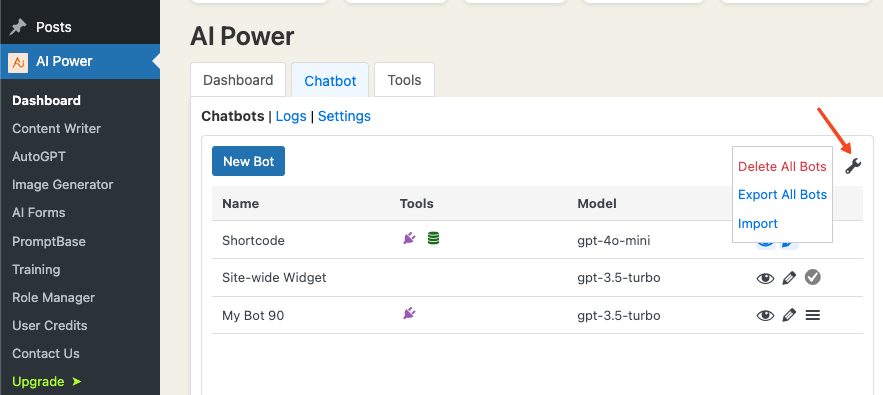 Posts
AI Power
Dashboard
Content Writer
AutoGPT
Image Generator
AI Forms
PromptBase
Training
Role Manager
User Credits
Contact Us
Upgrade ➤
AI Power
Dashboard Chatbot Tools
Chatbots | Logs | Settings
New Bot
Delete All Bots
Export All Bots
Import
Name Tools Model
Shortcode gpt-4o-mini
Site-wide Widget gpt-3.5-turbo
My Bot 90 gpt-3.5-turbo